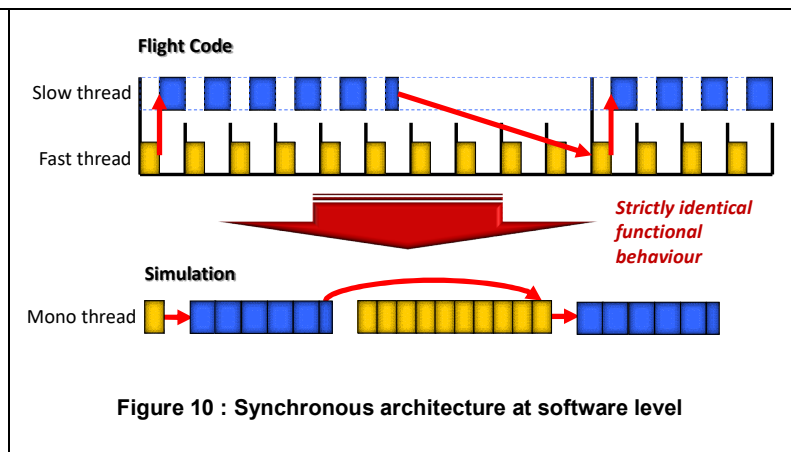 Flight Code
Slow thread
Fast thread
Strictly identical
functional
behaviour
Simulation
Mono thread
Figure 10 : Synchronous architecture at software level